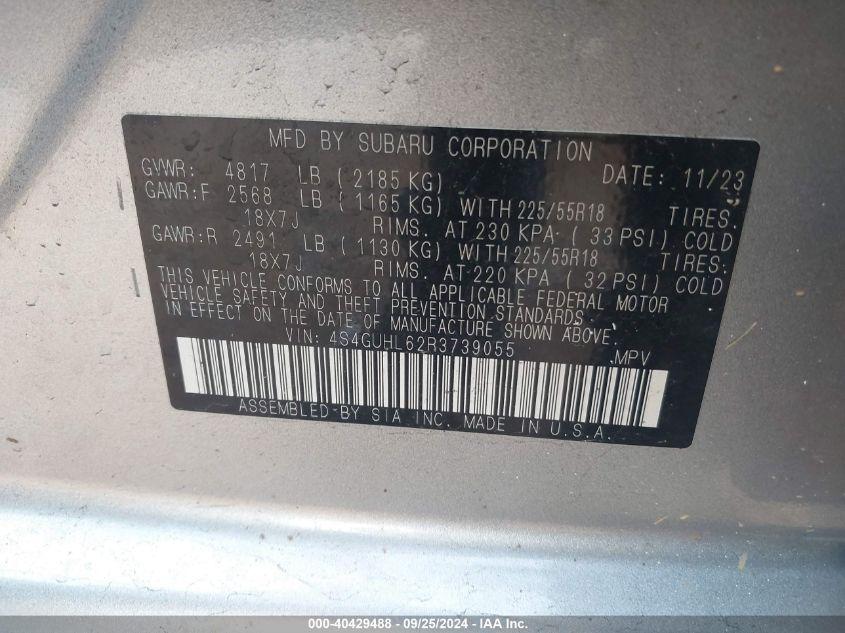 MFD BY SUBARU CORPORATION
GVWR: 4817 LB ( 2185 KG) DATE: 11/23
GAWR:F 2568 LB ( 1165 KG) WITH 225/55R18 TIRES.
18X7J RIMS. AT 230 KPA ( 33 PSI) COLD
GAWR:R 2491 LB ( 1130 KG) WITH 225/55R18 TIRES.
18X7J RIMS. AT 220 KPA ( 32 PSI) COLD
THIS VEHICLE CONFORMS TO ALL APPLICABLE FEDERAL MOTOR
VEHICLE SAFETY AND THEFT PREVENTION STANDARDS
IN EFFECT ON THE DATE OF MANUFACTURE SHOWN ABOVE.
VIN: 4S4GUHL62R3739055 MPV
ASSEMBLED BY SIA INC. MADE IN U.S.A.
000-40429488 - 09/25/2024 - IAA Inc.